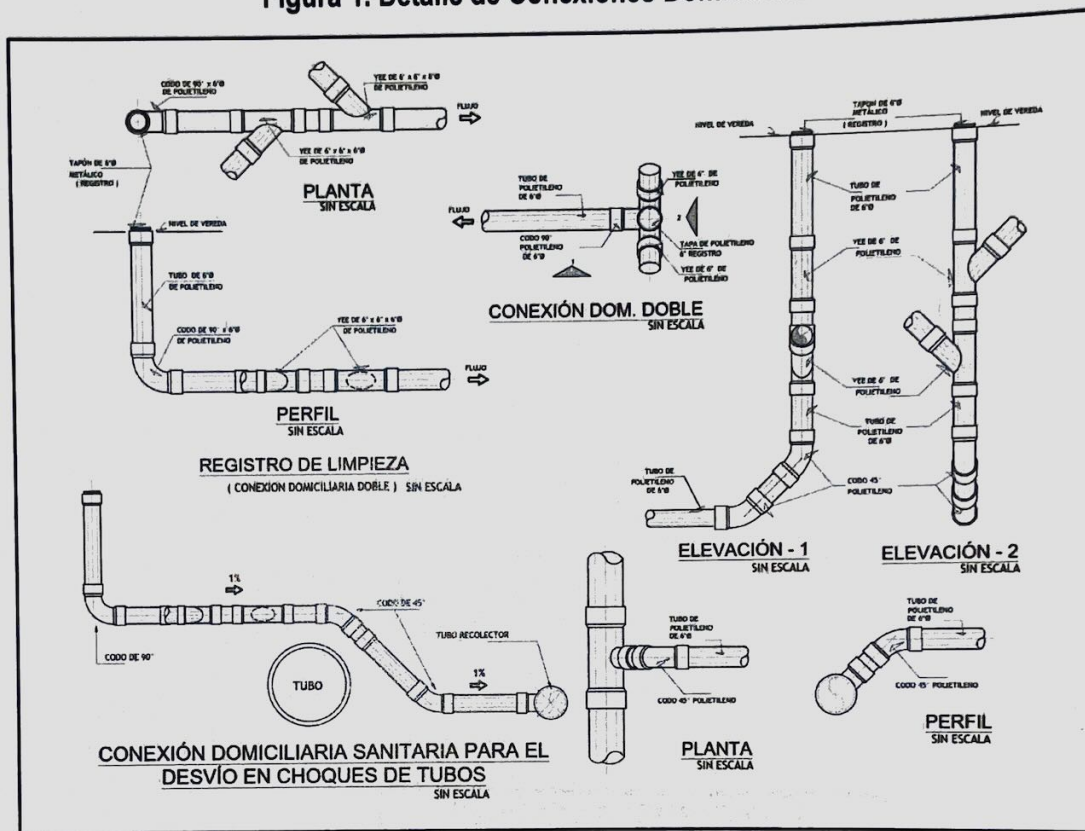 Figura 1. Detalle de Conexiones
CODO DE 90° x 6"Ø
DE POLIETILENO
YEE DE 6" x 6" x 6"Ø
DE POLIETILENO
FLUJO
YEE DE 6" x 6" x 6"Ø
DE POLIETILENO
TAPÓN DE 6"Ø
METÁLICO
( REGISTRO )
PLANTA
SIN ESCALA
NIVEL DE VEREDA
TUBO DE 6"Ø
DE POLIETILENO
CODO DE 90° x 6"Ø
DE POLIETILENO
YEE DE 6" x 6" x 6"Ø
DE POLIETILENO
FLUJO
PERFIL
SIN ESCALA
REGISTRO DE LIMPIEZA
( CONEXION DOMICILIARIA DOBLE ) SIN ESCALA
TUBO DE
POLIETILENO
DE 6"Ø
YEE DE 6" DE
POLIETILENO
FLUJO
2
CODO 90°
POLIETILENO
DE 6"Ø
TAPA DE POLIETILENO
6" REGISTRO
1
YEE DE 6" DE
POLIETILENO
CONEXIÓN DOM. DOBLE
SIN ESCALA
TAPON DE 6"Ø
METÁLICO
( REGISTRO )
NIVEL DE VEREDA
NIVEL DE VEREDA
TUBO DE
POLIETILENO
DE 6"Ø
YEE DE 6" DE
POLIETILENO
YEE DE 6" DE
POLIETILENO
TUBO DE
POLIETILENO
DE 6"Ø
CODO 45°
POLIETILENO
TUBO DE
POLIETILENO
DE 6"Ø
ELEVACIÓN - 1
SIN ESCALA
ELEVACIÓN - 2
SIN ESCALA
1%
CODO DE 45°
CODO DE 90°
TUBO RECOLECTOR
TUBO
1%
CONEXIÓN DOMICILIARIA SANITARIA PARA EL
DESVÍO EN CHOQUES DE TUBOS
SIN ESCALA
TUBO DE
POLIETILENO
DE 6"Ø
CODO 45° POLIETILENO
PLANTA
SIN ESCALA
TUBO DE
POLIETILENO
DE 6"Ø
CODO 45° POLIETILENO
PERFIL
SIN ESCALA